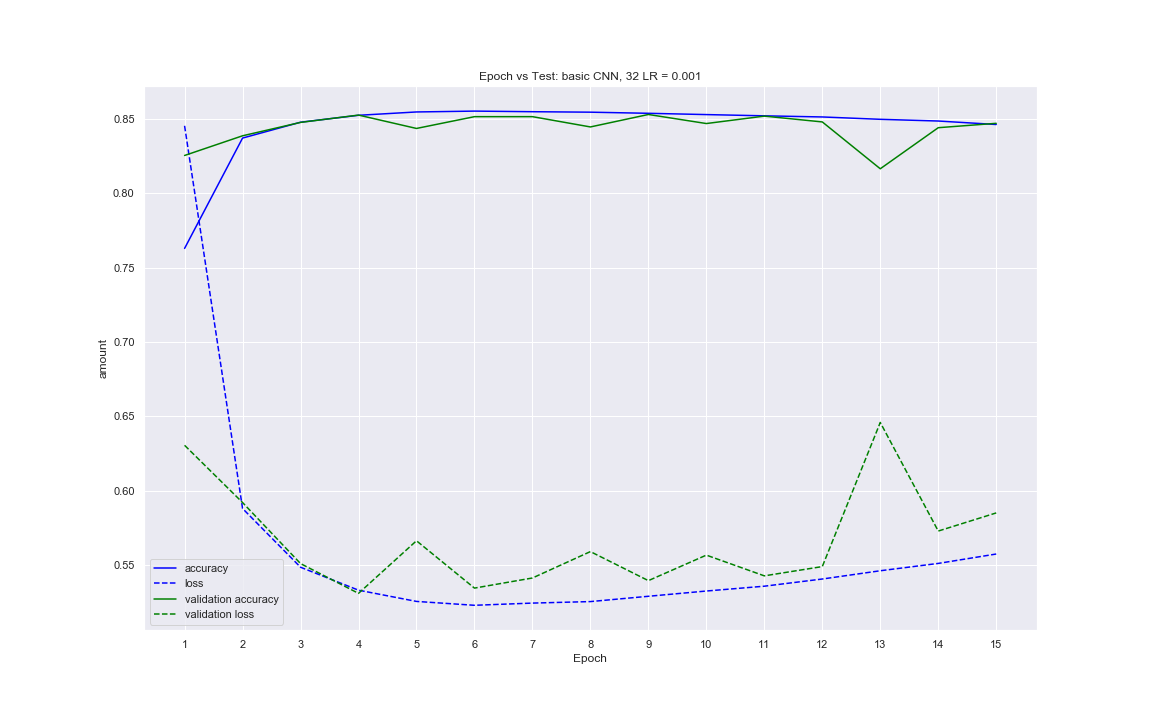 Epoch vs Test: basic CNN, 32 LR = 0.001
amount
0.85
0.80
0.75
0.70
0.65
0.60
0.55
accuracy
loss
validation accuracy
validation loss
1 2 3 4 5 6 7 8 9 10 11 12 13 14 15
Epoch